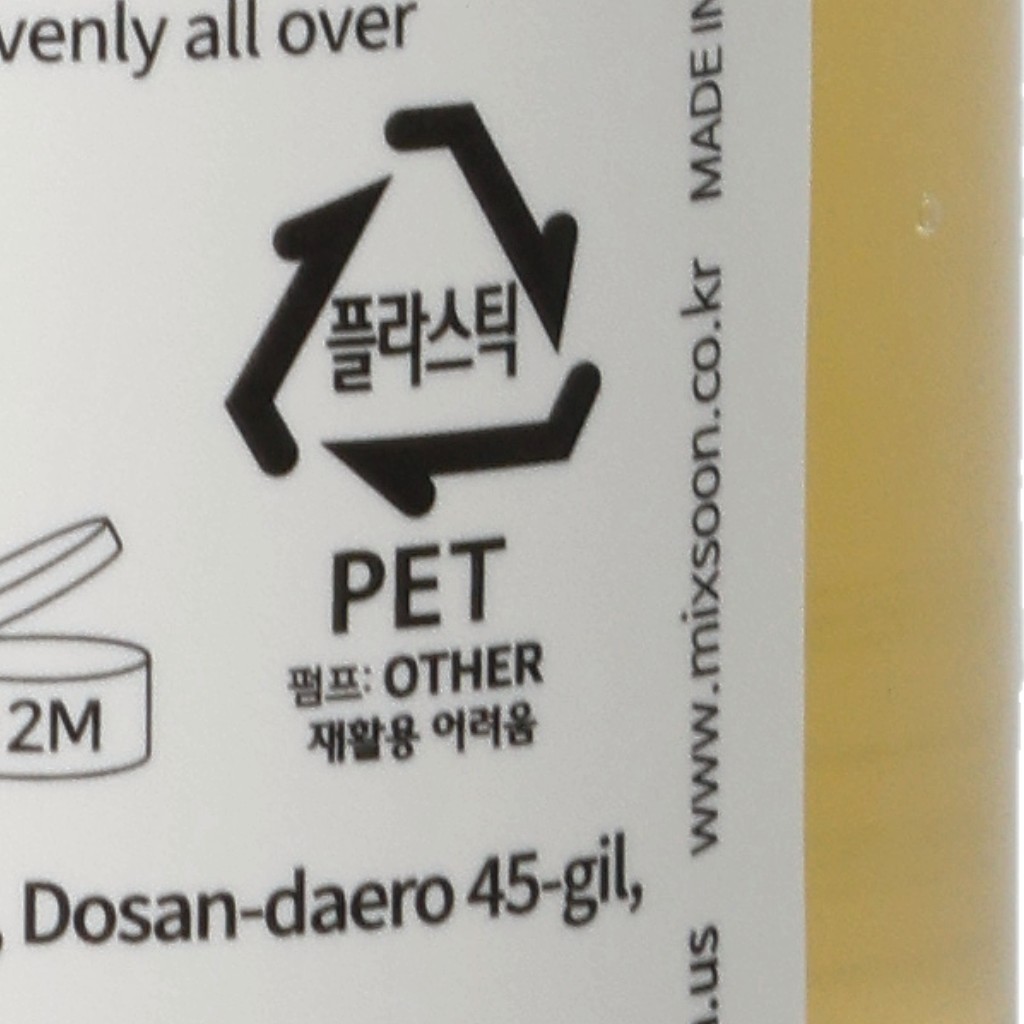 all over
플라스틱
PET
펌프: OTHER
재활용 어려움
2M
Dosan-daero 45-gil,
www.mixsoon.co.kr MADE IN
.us